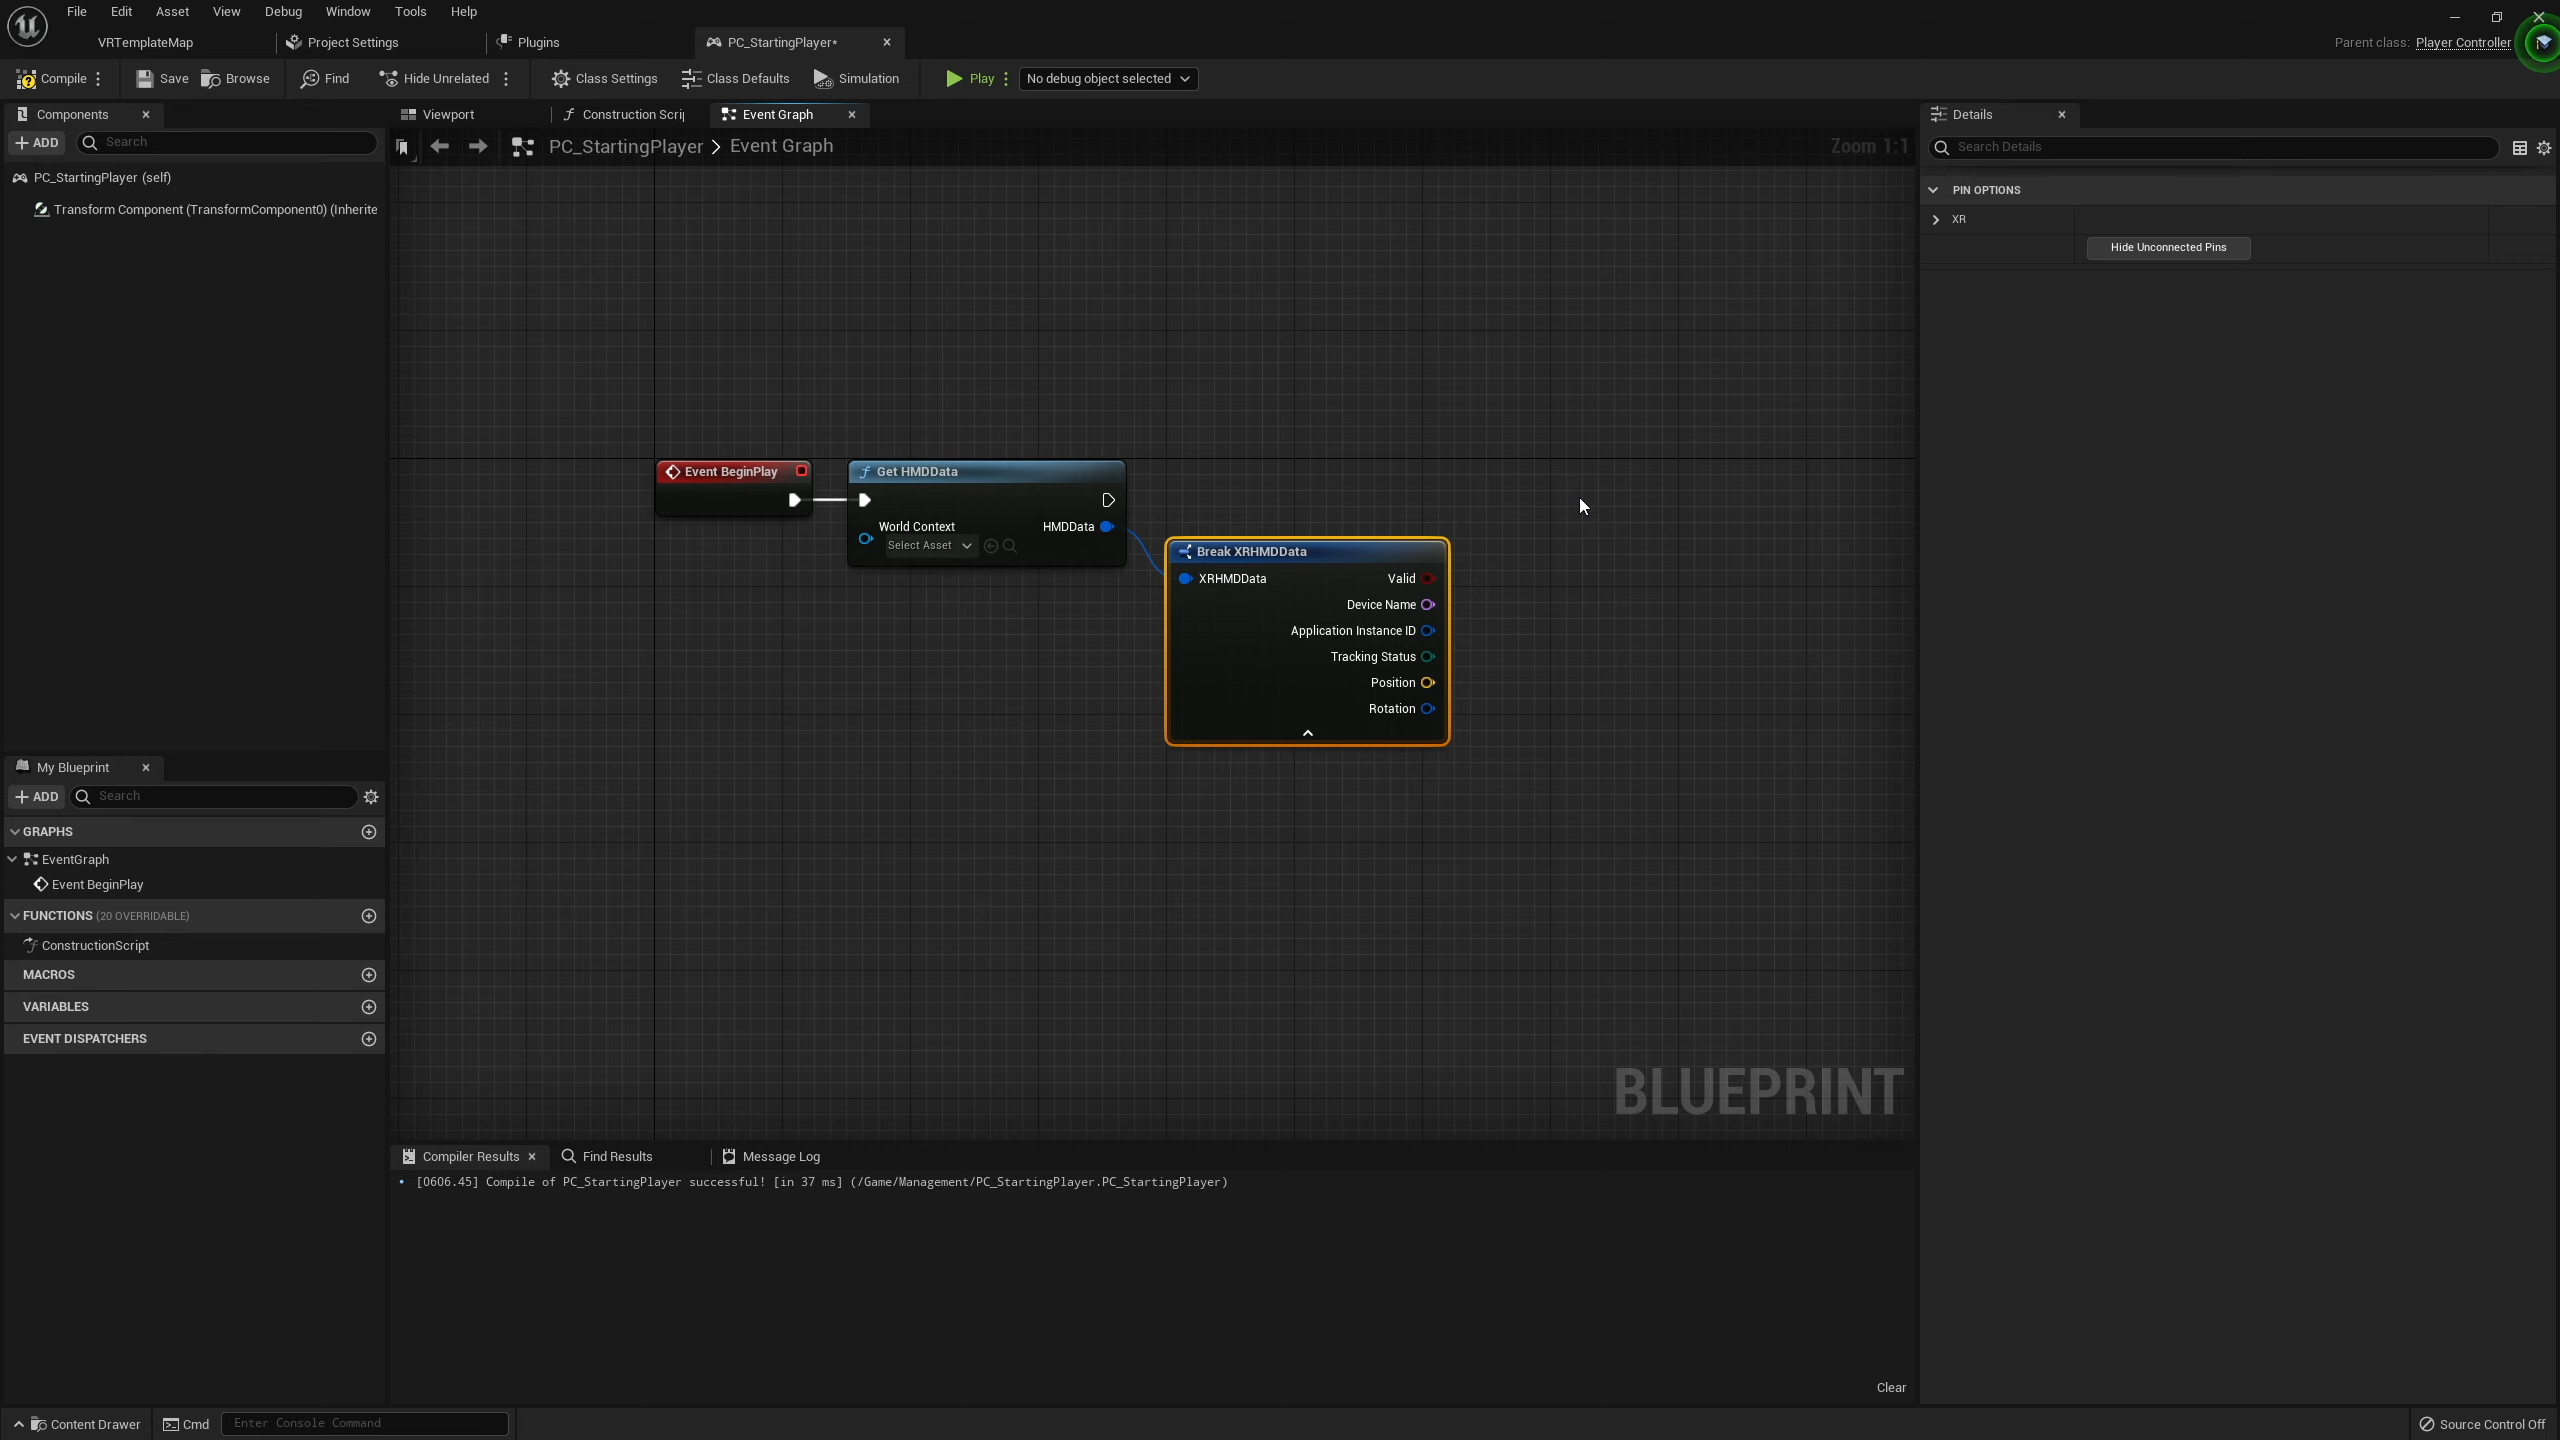 File Edit Asset View Debug Window Tools Help
VRTemplateMap Project Settings Plugins PC_StartingPlayer*
Parent class: Player Controller
Compile Save Browse Find Hide Unrelated Class Settings Class Defaults Simulation Play No debug object selected
Components
ADD Search
PC_StartingPlayer (self)
Transform Component (TransformComponent0) (Inherite
Viewport Construction Scrip Event Graph
PC_StartingPlayer > Event Graph
Zoom 1:1
Event BeginPlay
Get HMDData
World Context
Select Asset
HMDData
Break XRHMDData
XRHMDData Valid
Device Name
Application Instance ID
Tracking Status
Position
Rotation
BLUEPRINT
Details
Search Details
PIN OPTIONS
XR
Hide Unconnected Pins
My Blueprint
ADD Search
GRAPHS
EventGraph
Event BeginPlay
FUNCTIONS (20 OVERRIDABLE)
ConstructionScript
MACROS
VARIABLES
EVENT DISPATCHERS
Compiler Results Find Results Message Log
[0606.45] Compile of PC_StartingPlayer successful! [in 37 ms] (/Game/Management/PC_StartingPlayer.PC_StartingPlayer)
Clear
Content Drawer Cmd Enter Console Command
Source Control Off